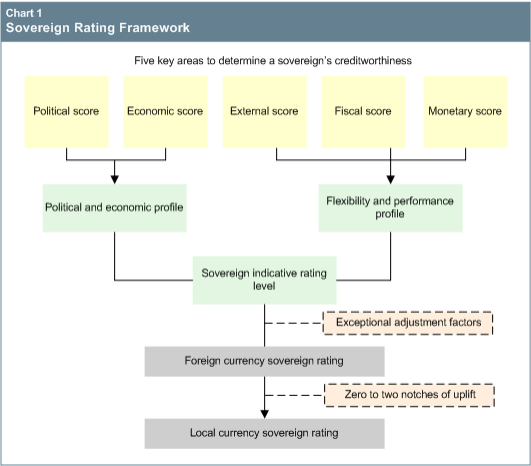 Chart 1
Sovereign Rating Framework
Five key areas to determine a sovereign's creditworthiness
Political score
Economic score
External score
Fiscal score
Monetary score
Political and economic profile
Flexibility and performance
profile
Sovereign indicative rating
level
Exceptional adjustment factors
Foreign currency sovereign rating
Zero to two notches of uplift
Local currency sovereign rating